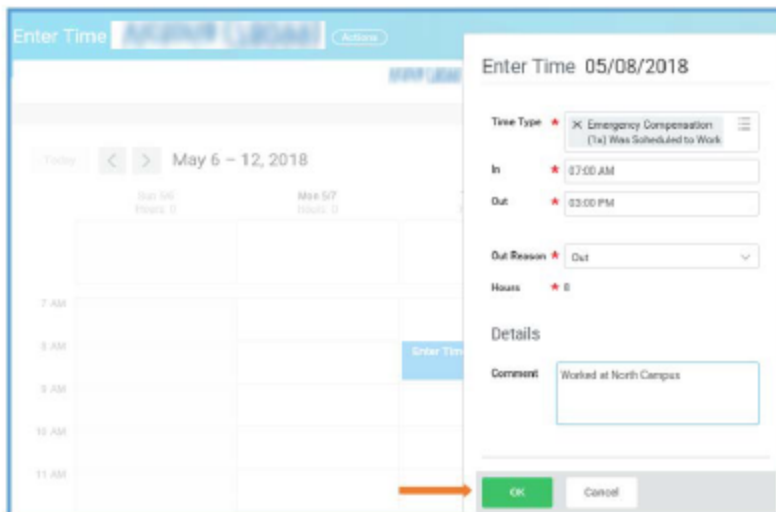 Enter Time
Actions
Today
May 6 – 12, 2018
Sun 5/6
Hours: 0
Mon 5/7
Hours: 0
7 AM
8 AM
9 AM
10 AM
11 AM
Enter Tim
Enter Time 05/08/2018
Time Type *
× Emergency Compensation
(1x) Was Scheduled to Work
In * 07:00 AM
Out * 03:00 PM
Out Reason * Out
Hours * 8
Details
Comment Worked at North Campus
OK Cancel